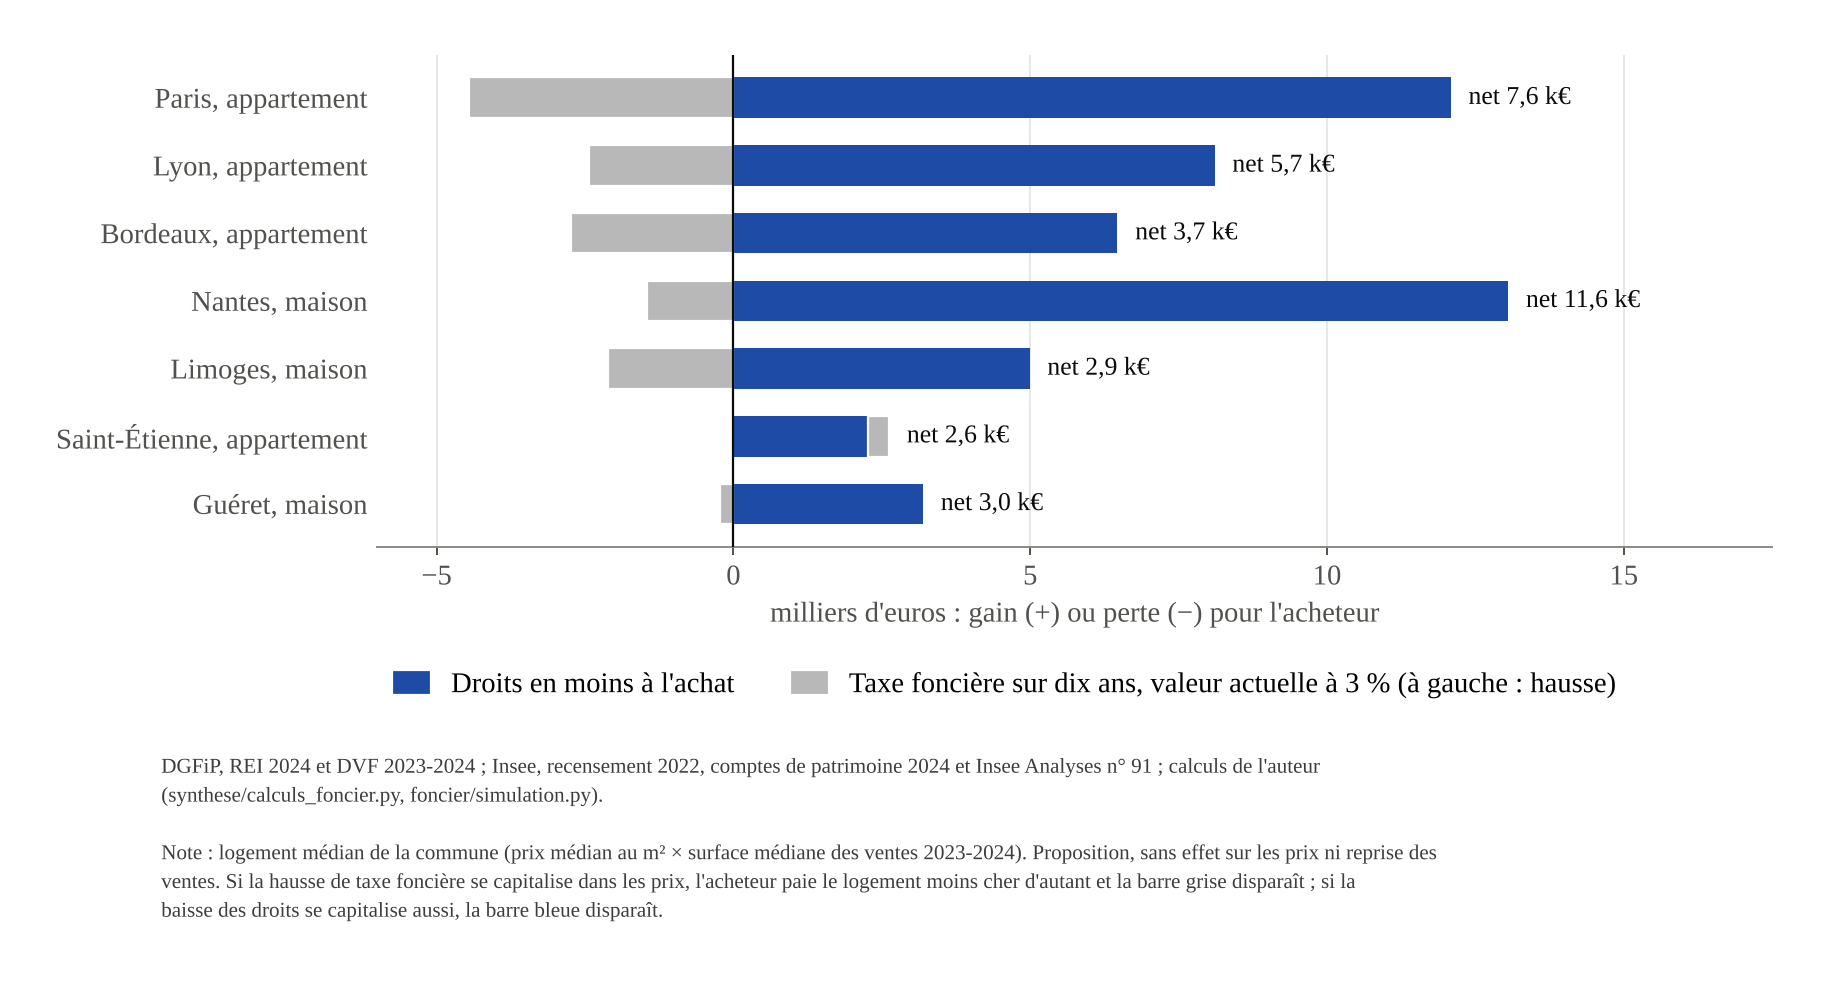 Paris, appartement
net 7,6 k€
Lyon, appartement
net 5,7 k€
Bordeaux, appartement
net 3,7 k€
Nantes, maison
net 11,6 k€
Limoges, maison
net 2,9 k€
Saint-Étienne, appartement
net 2,6 k€
Guéret, maison
net 3,0 k€
−5 0 5 10 15
milliers d'euros : gain (+) ou perte (−) pour l'acheteur
Droits en moins à l'achat
Taxe foncière sur dix ans, valeur actuelle à 3 % (à gauche : hausse)
DGFiP, REI 2024 et DVF 2023-2024 ; Insee, recensement 2022, comptes de patrimoine 2024 et Insee Analyses n° 91 ; calculs de l'auteur
(synthese/calculs_foncier.py, foncier/simulation.py).
Note : logement médian de la commune (prix médian au m² × surface médiane des ventes 2023-2024). Proposition, sans effet sur les prix ni reprise des
ventes. Si la hausse de taxe foncière se capitalise dans les prix, l'acheteur paie le logement moins cher d'autant et la barre grise disparaît ; si la
baisse des droits se capitalise aussi, la barre bleue disparaît.